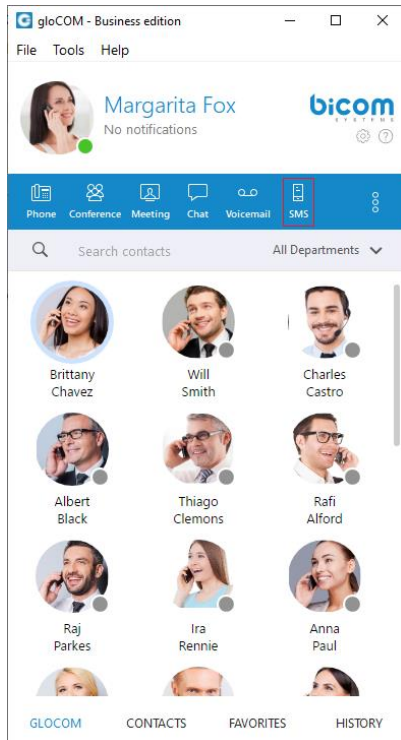 gloCOM - Business edition
File Tools Help
Margarita Fox
No notifications
bicom
SYSTEMS
Phone Conference Meeting Chat Voicemail SMS
Search contacts All Departments
Brittany Chavez
Will Smith
Charles Castro
Albert Black
Thiago Clemons
Rafi Alford
Raj Parkes
Ira Rennie
Anna Paul
GLOCOM CONTACTS FAVORITES HISTORY